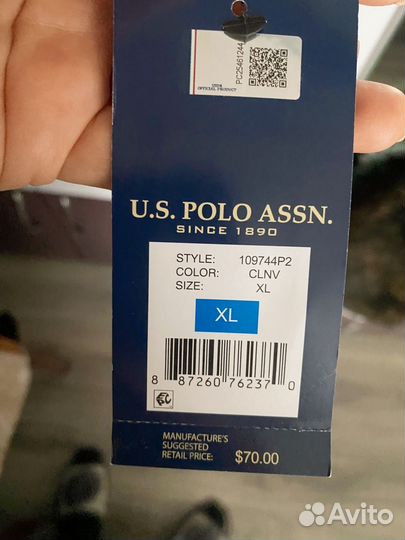 USPA
OFFICIAL PRODUCT
PC25461244
U.S. POLO ASSN.
SINCE 1890
STYLE: 109744P2
COLOR: CLNV
SIZE: XL
XL
8 87260 76237 0
MANUFACTURE'S
SUGGESTED
RETAIL PRICE: $70.00
Avito